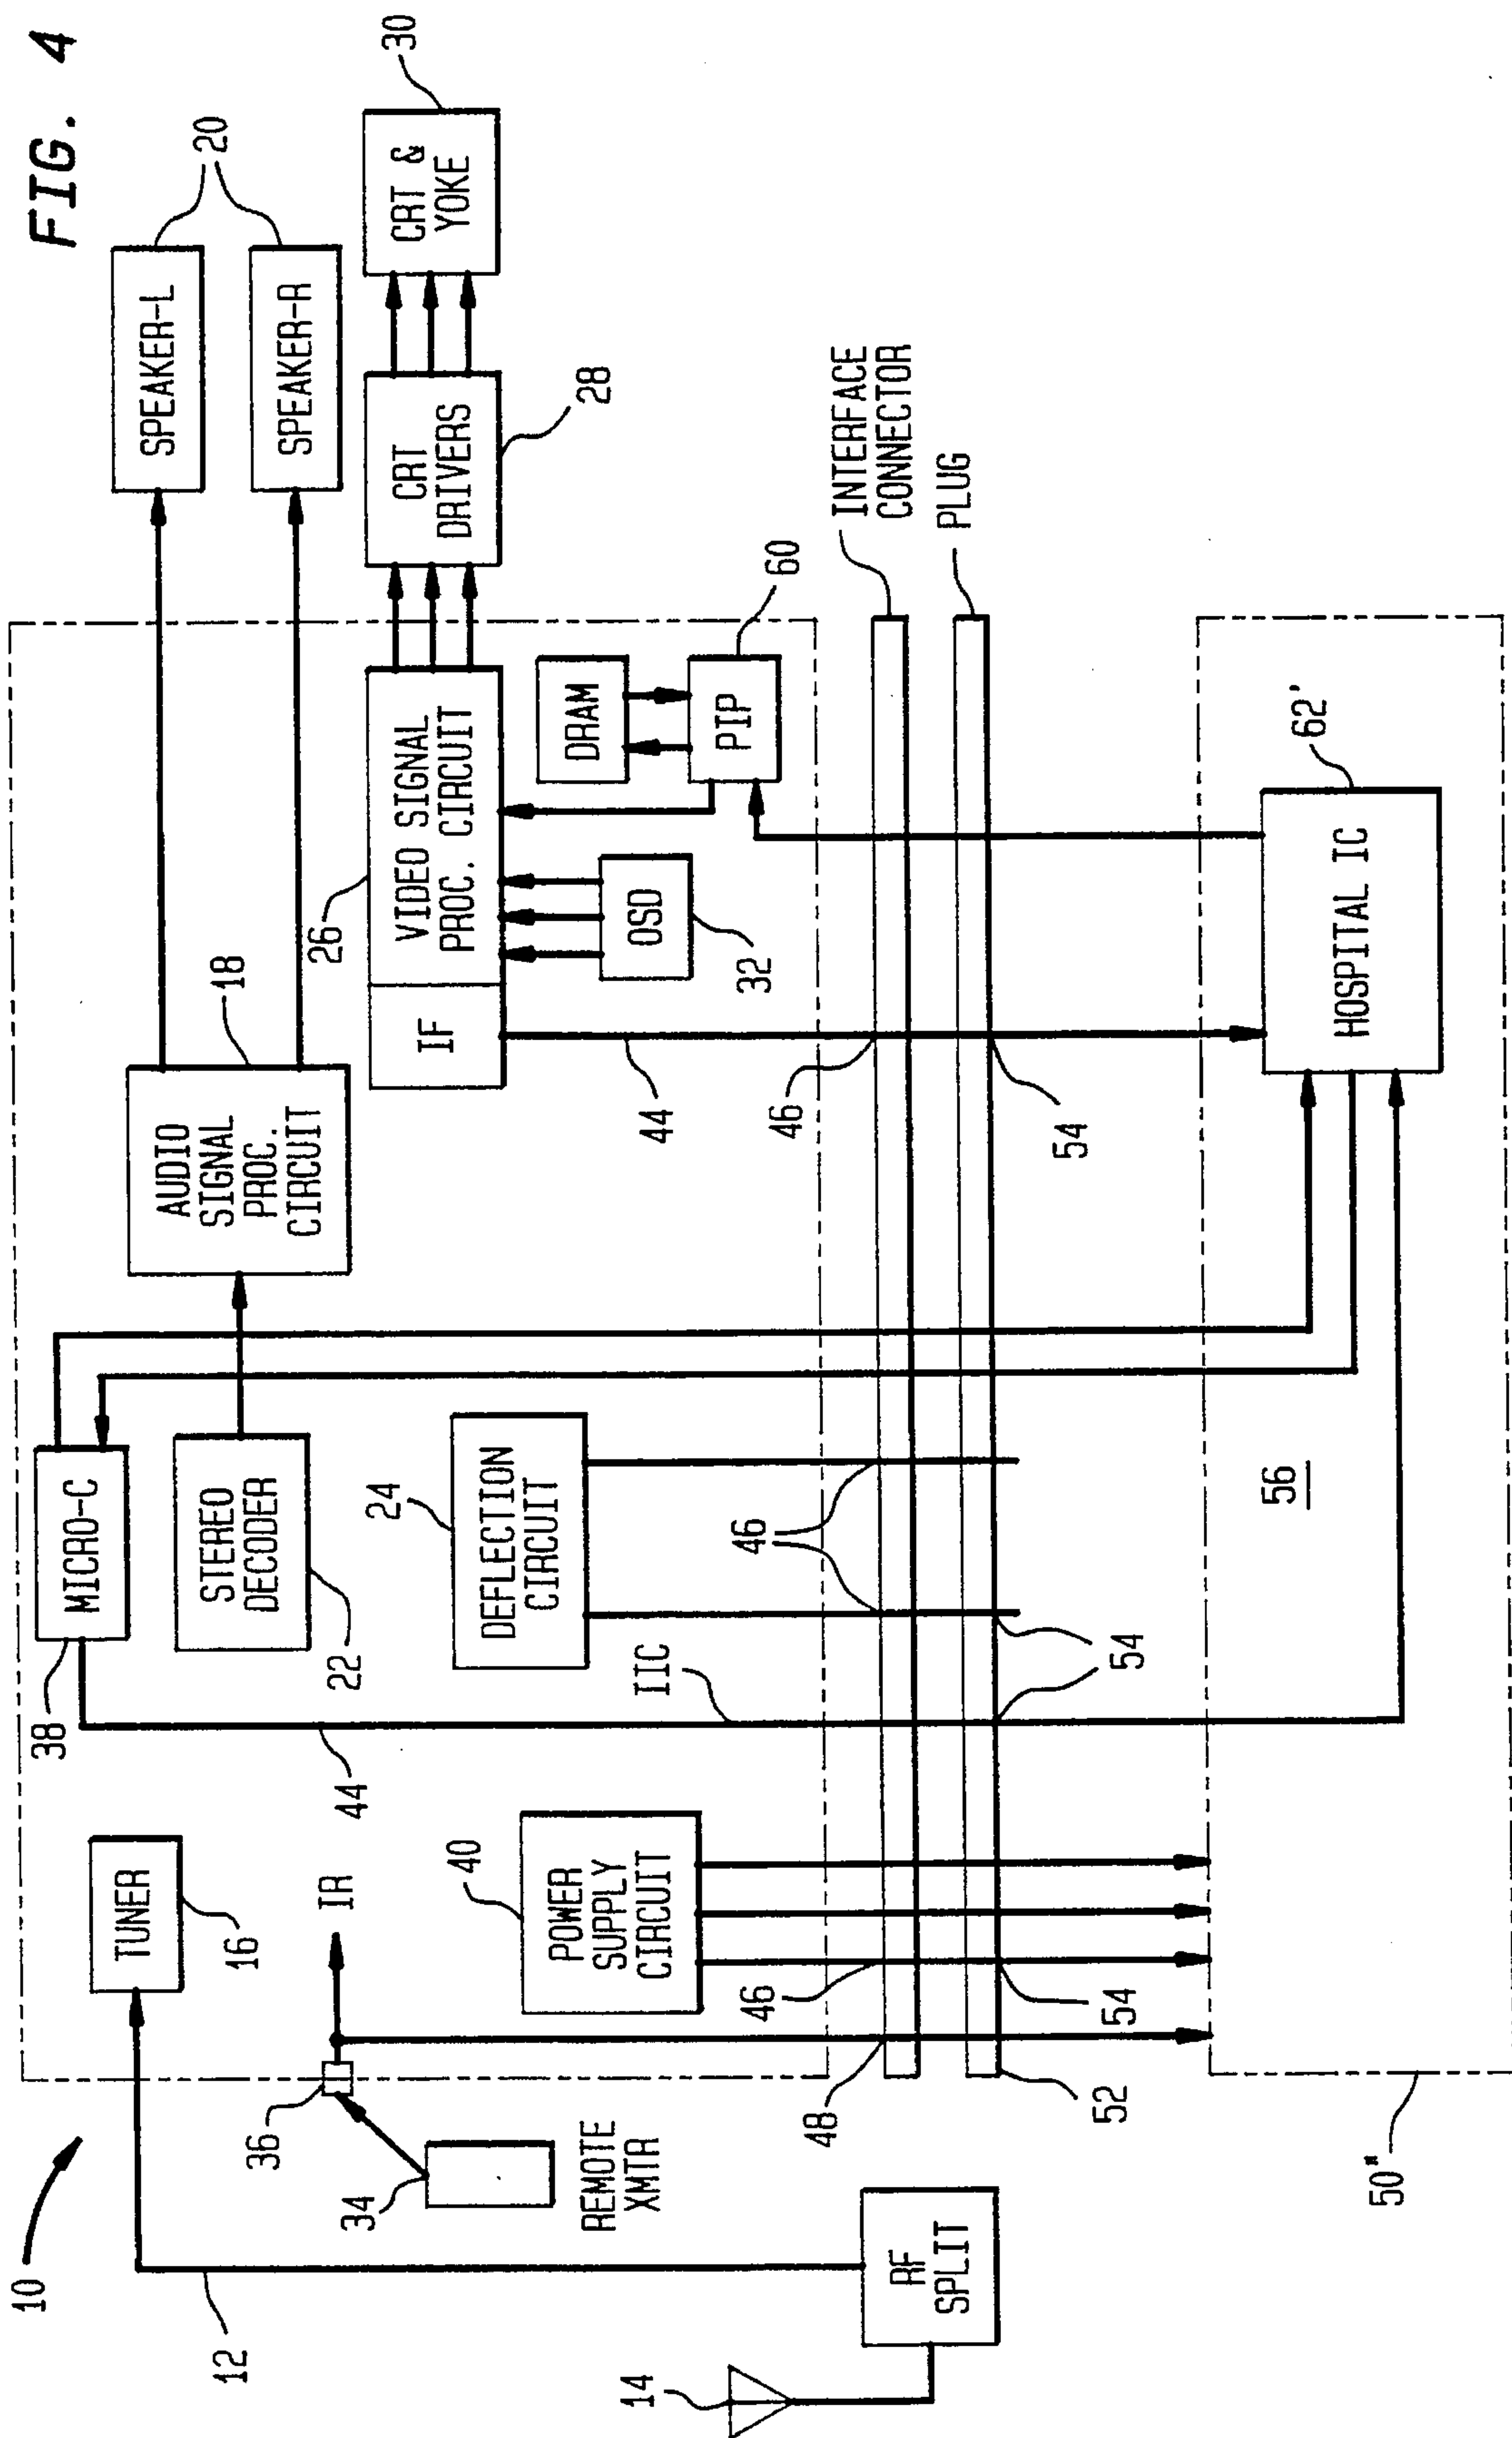 FIG. 4
10
12
14
RF
SPLIT
TUNER
16
34
REMOTE
XMTR
36
IR
38
MICRO-C
44
IIC
STEREO
DECODER
22
AUDIO
SIGNAL
PROC.
CIRCUIT
18
SPEAKER-L
SPEAKER-R
20
24
DEFLECTION
CIRCUIT
40
POWER
SUPPLY
CIRCUIT
IF
26
VIDEO SIGNAL
PROC. CIRCUIT
CRT
DRIVERS
28
CRT &
YOKE
30
OSD
32
DRAM
PIP
60
44
46
46
46
48
INTERFACE
CONNECTOR
PLUG
52
54
54
54
56
HOSPITAL IC
62'
50"